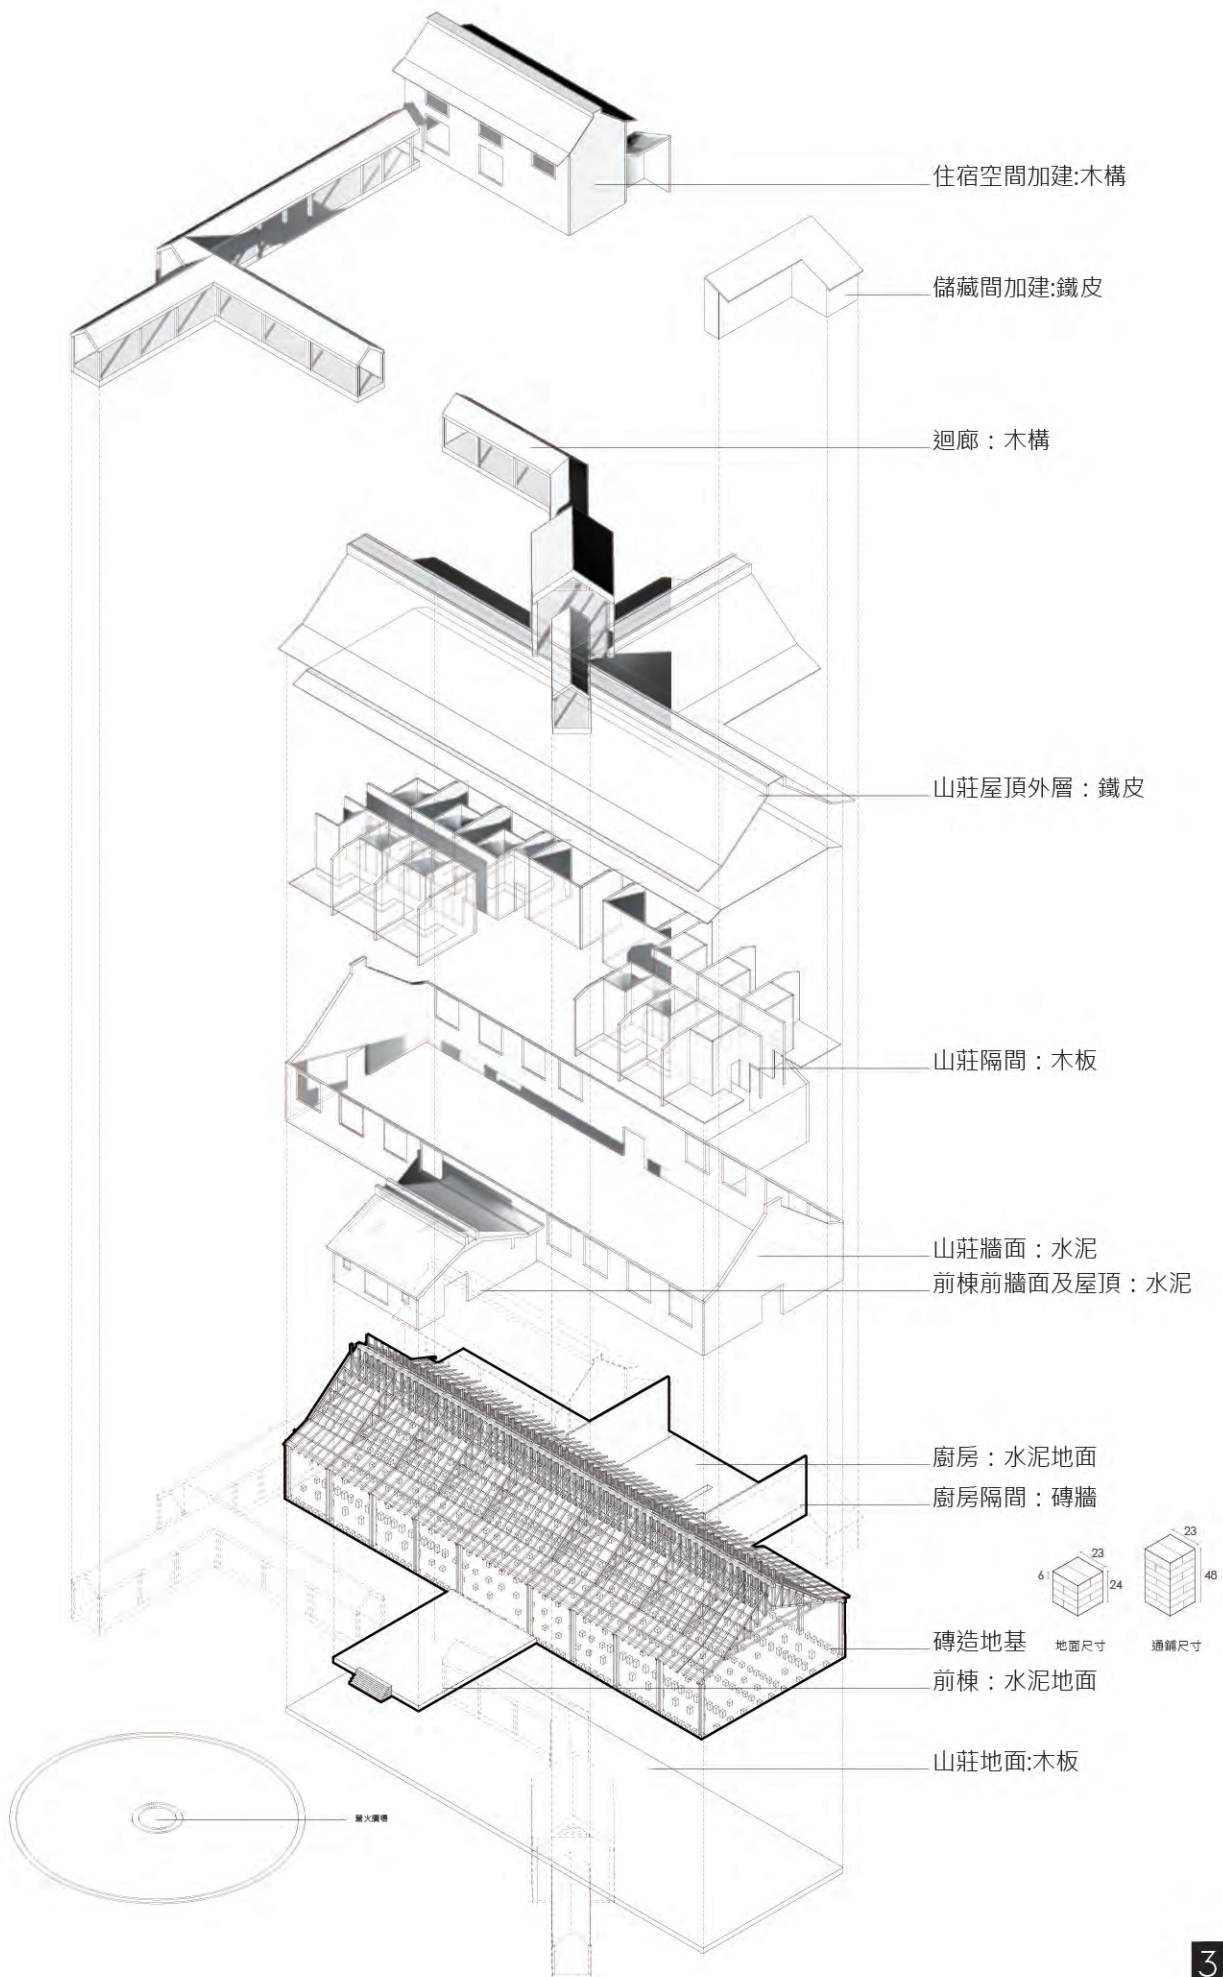 住宿空間加建:木構
儲藏間加建:鐵皮
迴廊：木構
山莊屋頂外層：鐵皮
山莊隔間：木板
山莊牆面：水泥
前棟前牆面及屋頂：水泥
廚房：水泥地面
廚房隔間：磚牆
23
6
24
地面尺寸
23
48
通鋪尺寸
磚造地基
前棟：水泥地面
山莊地面:木板
營火廣場
3